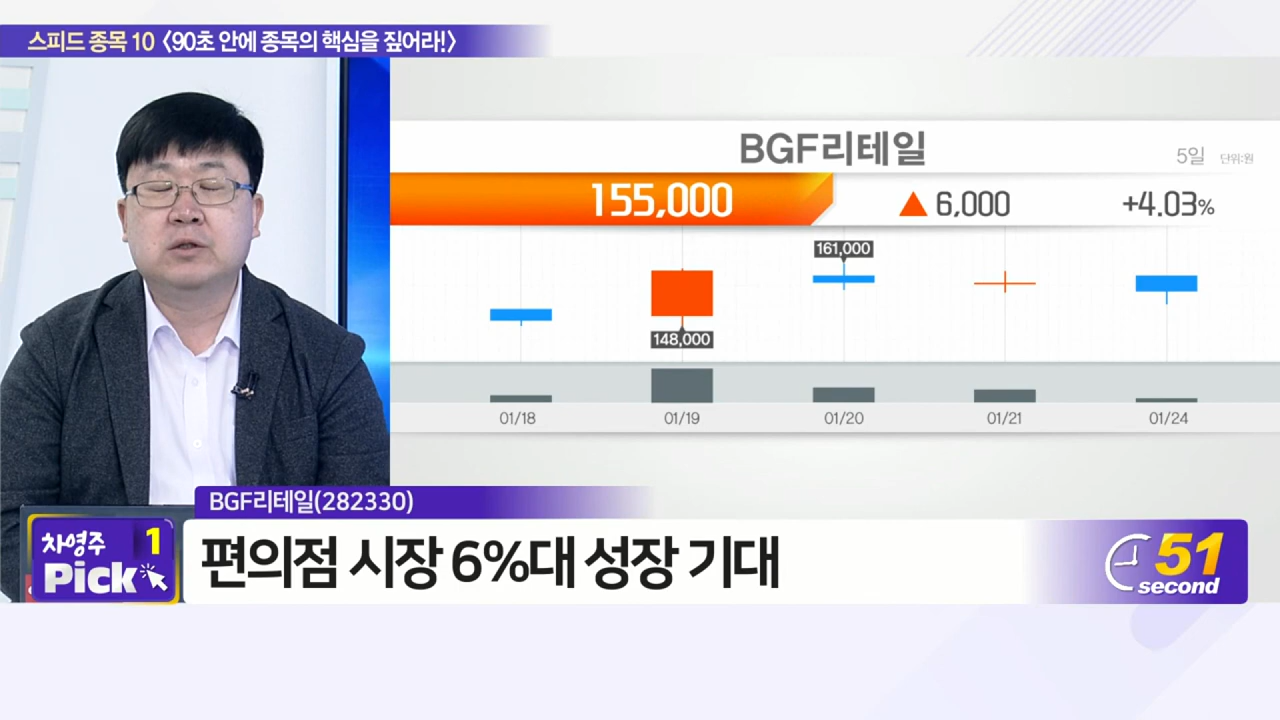 스피드 종목 10 〈90초 안에 종목의 핵심을 짚어라!〉
BGF리테일
5일 단위:원
155,000 ▲ 6,000 +4.03%
161,000
148,000
01/18 01/19 01/20 01/21 01/24
BGF리테일(282330)
차영주 1
Pick
편의점 시장 6%대 성장 기대
51
second